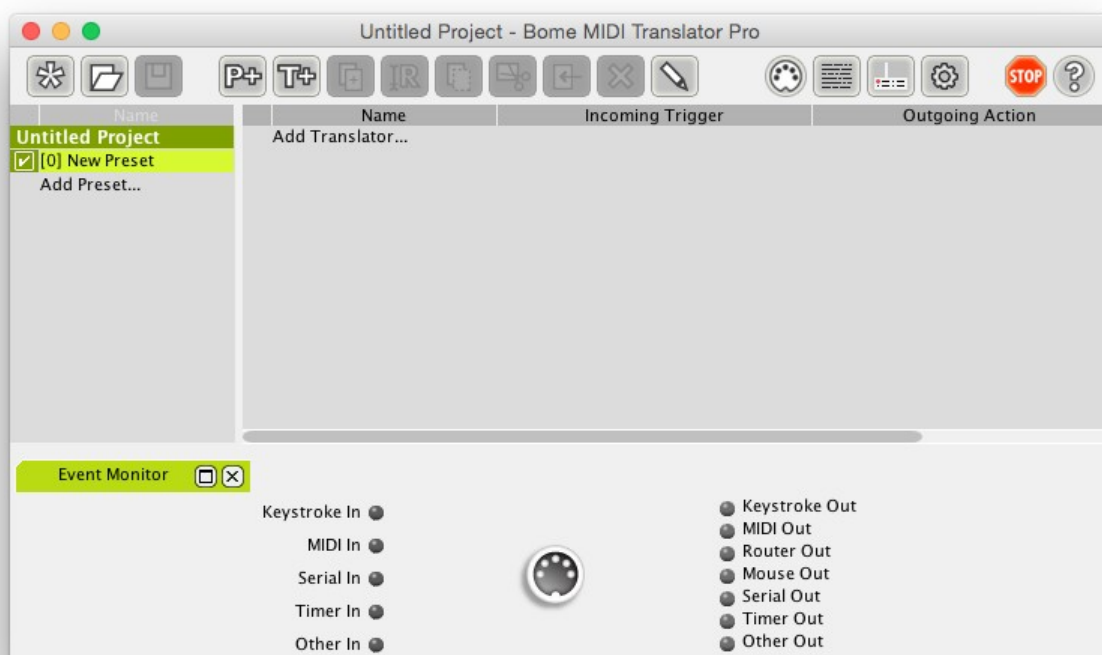 Untitled Project - Bome MIDI Translator Pro
P+ T+ IR STOP ?
Name Name Incoming Trigger Outgoing Action
Untitled Project Add Translator...
[0] New Preset
Add Preset...
Event Monitor
Keystroke In Keystroke Out
MIDI In MIDI Out
Router Out
Serial In Mouse Out
Serial Out
Timer In Timer Out
Other In Other Out